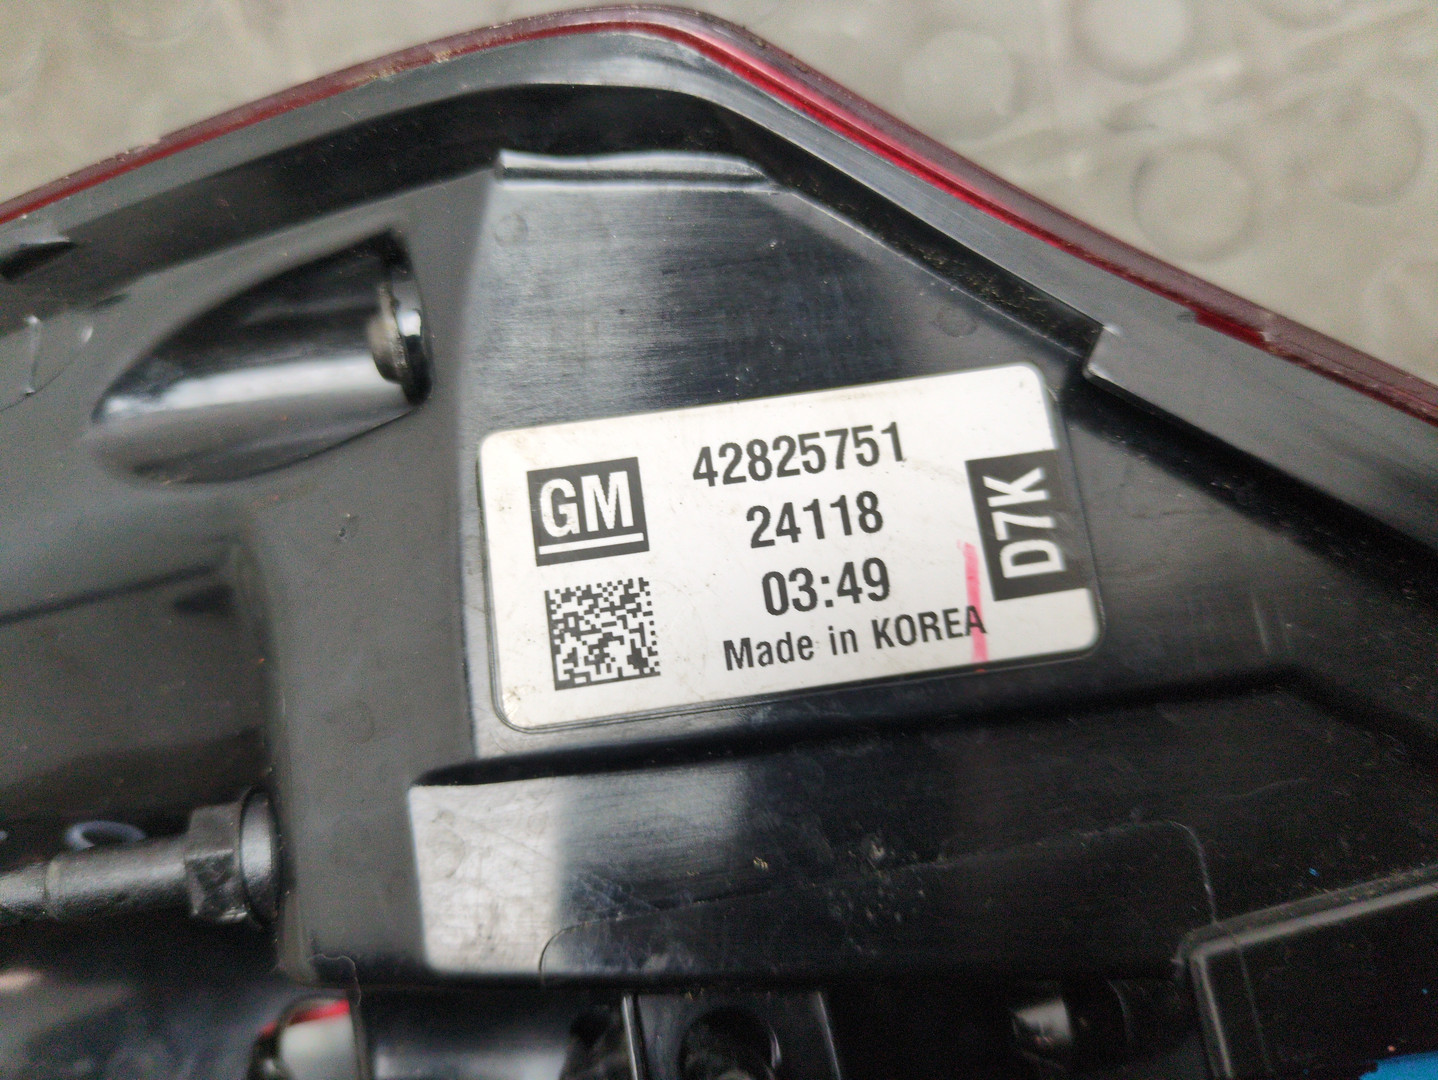 GM
42825751
24118
03:49
Made in KOREA
D7K